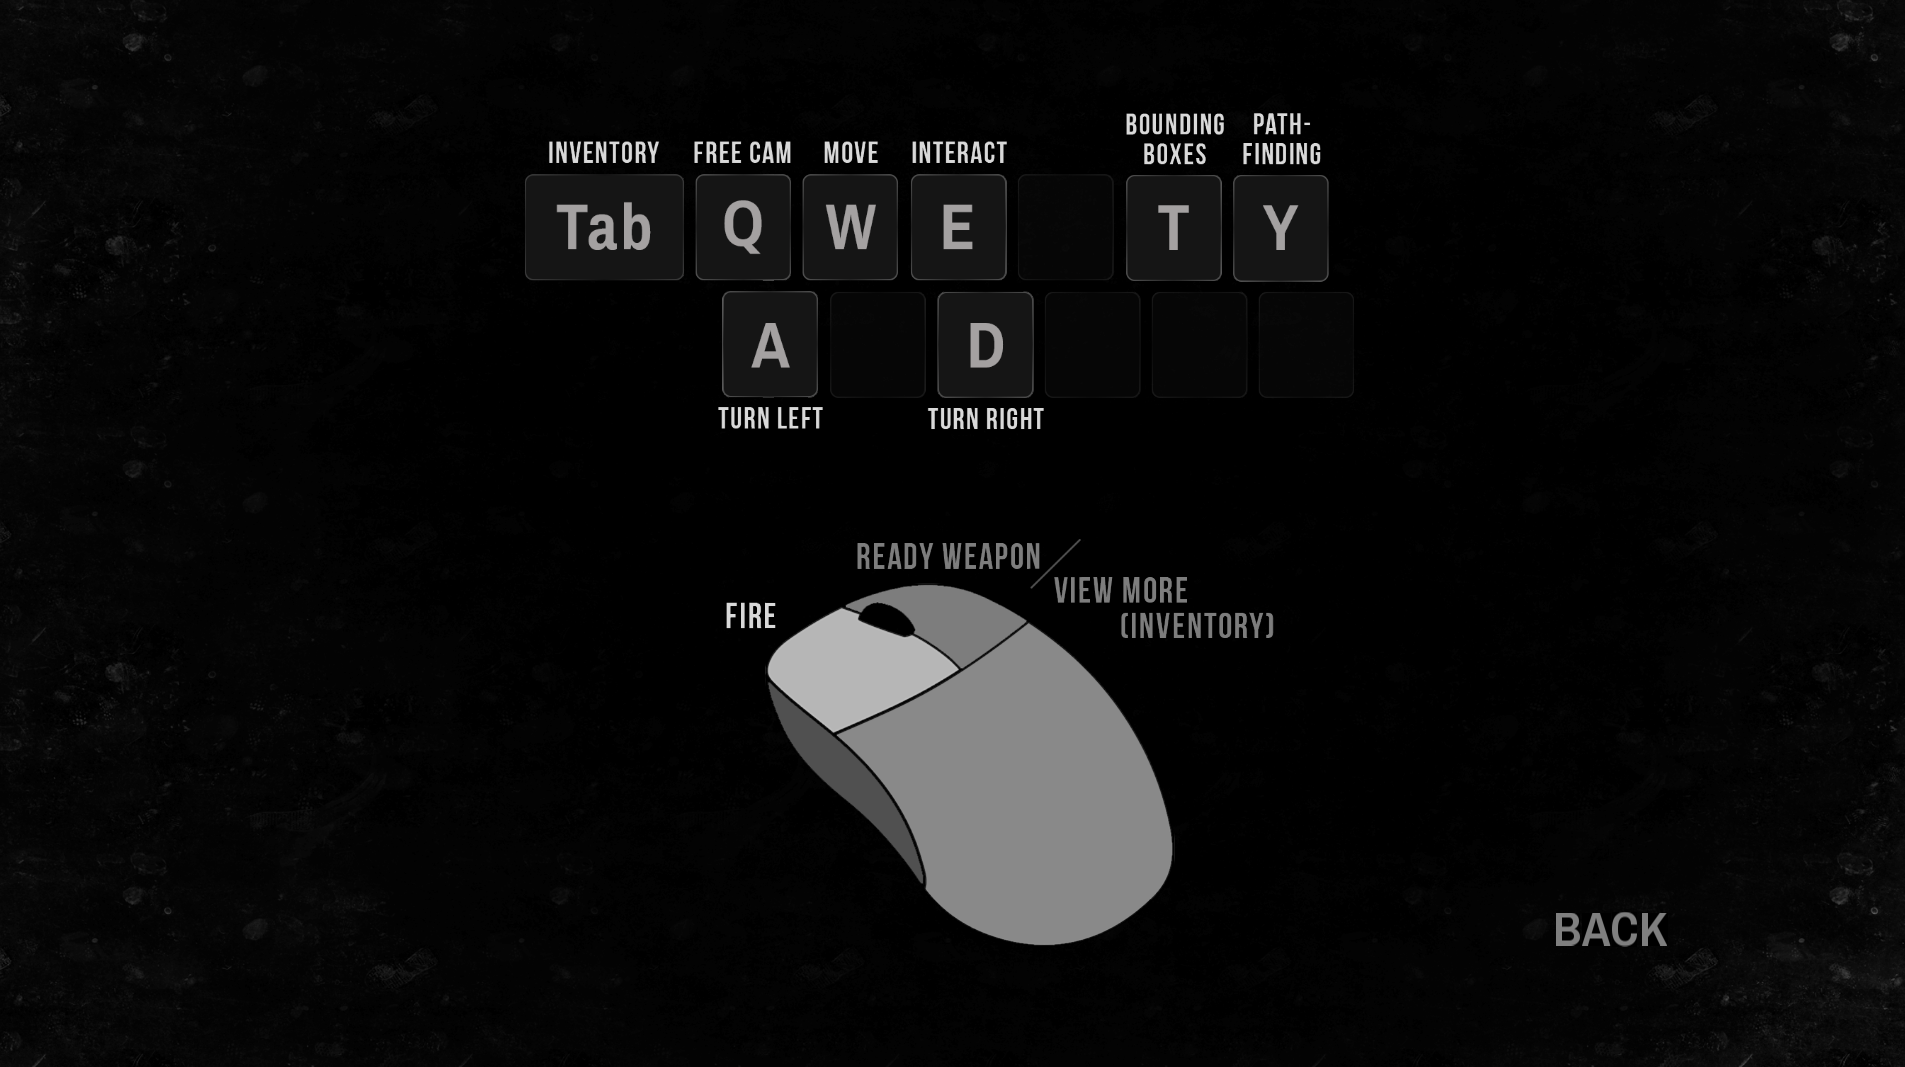 INVENTORY FREE CAM MOVE INTERACT BOUNDING BOXES PATH-FINDING
Tab Q W E T Y
A D
TURN LEFT TURN RIGHT
READY WEAPON
VIEW MORE
(INVENTORY)
FIRE
BACK